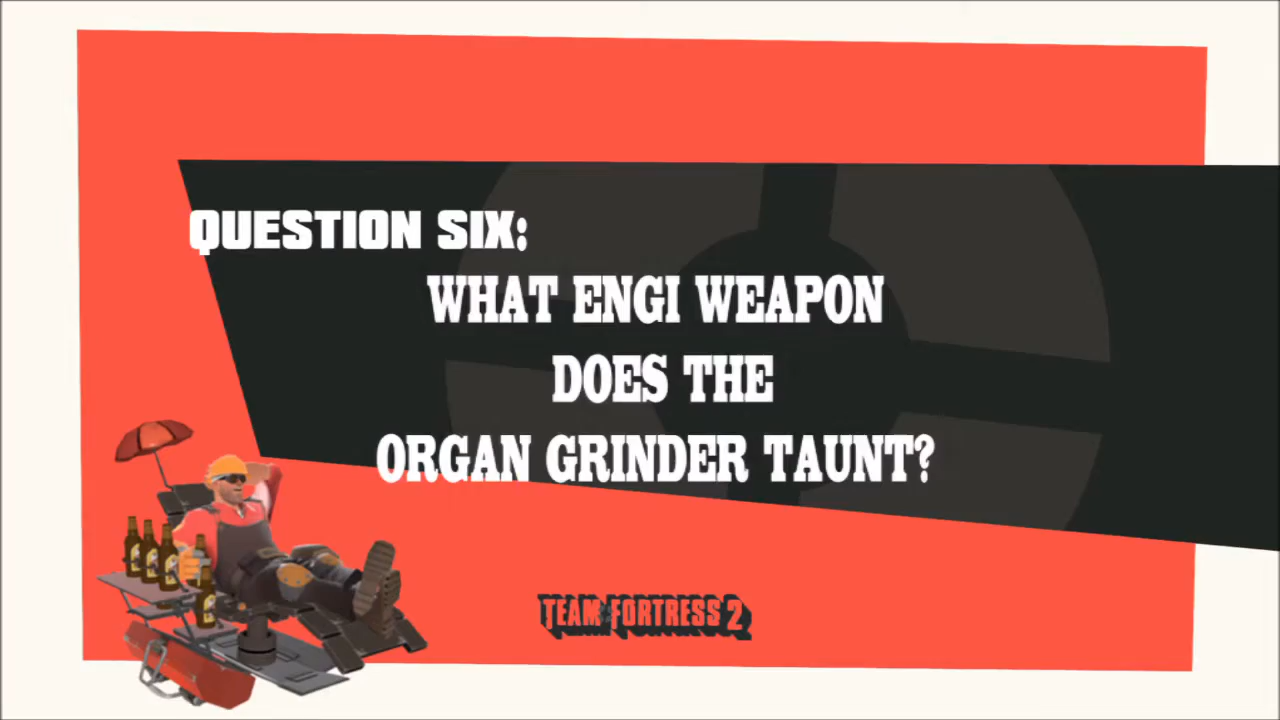 QUESTION SIX:
WHAT ENGI WEAPON
DOES THE
ORGAN GRINDER TAUNT?
TEAM FORTRESS 2